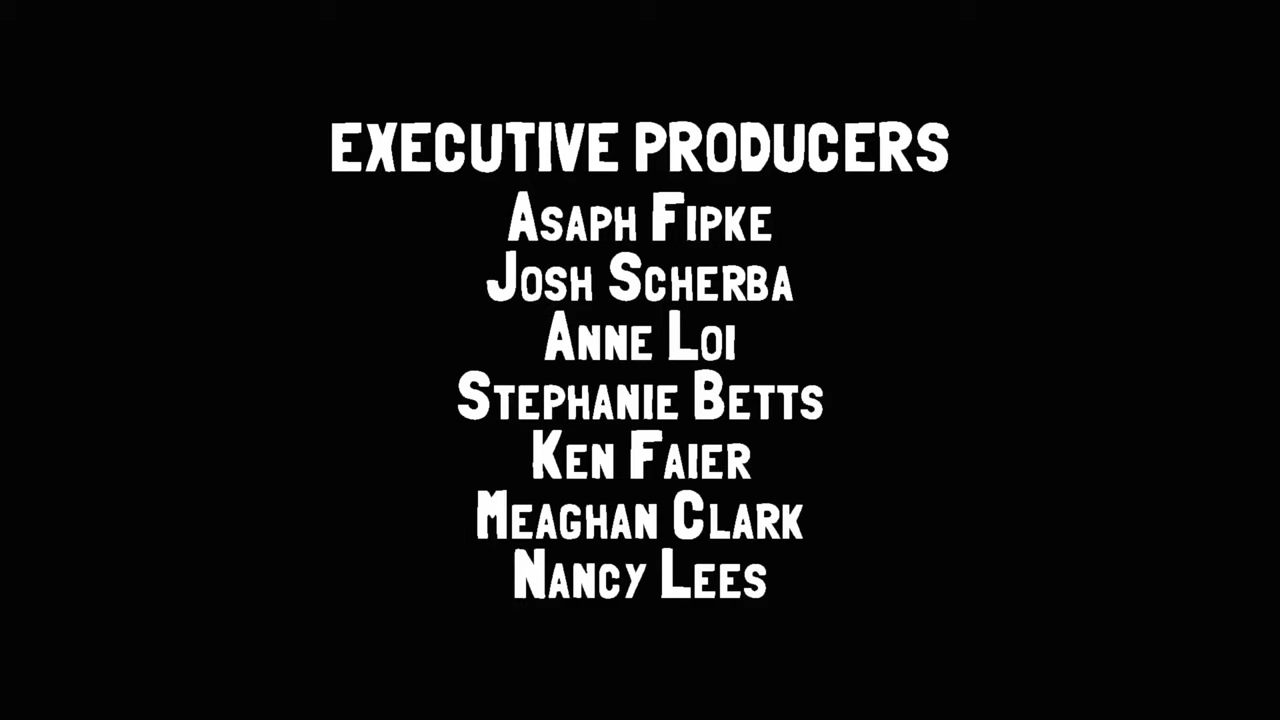 EXECUTIVE PRODUCERS
Asaph Fipke
Josh Scherba
Anne Loi
Stephanie Betts
Ken Faier
Meaghan Clark
Nancy Lees